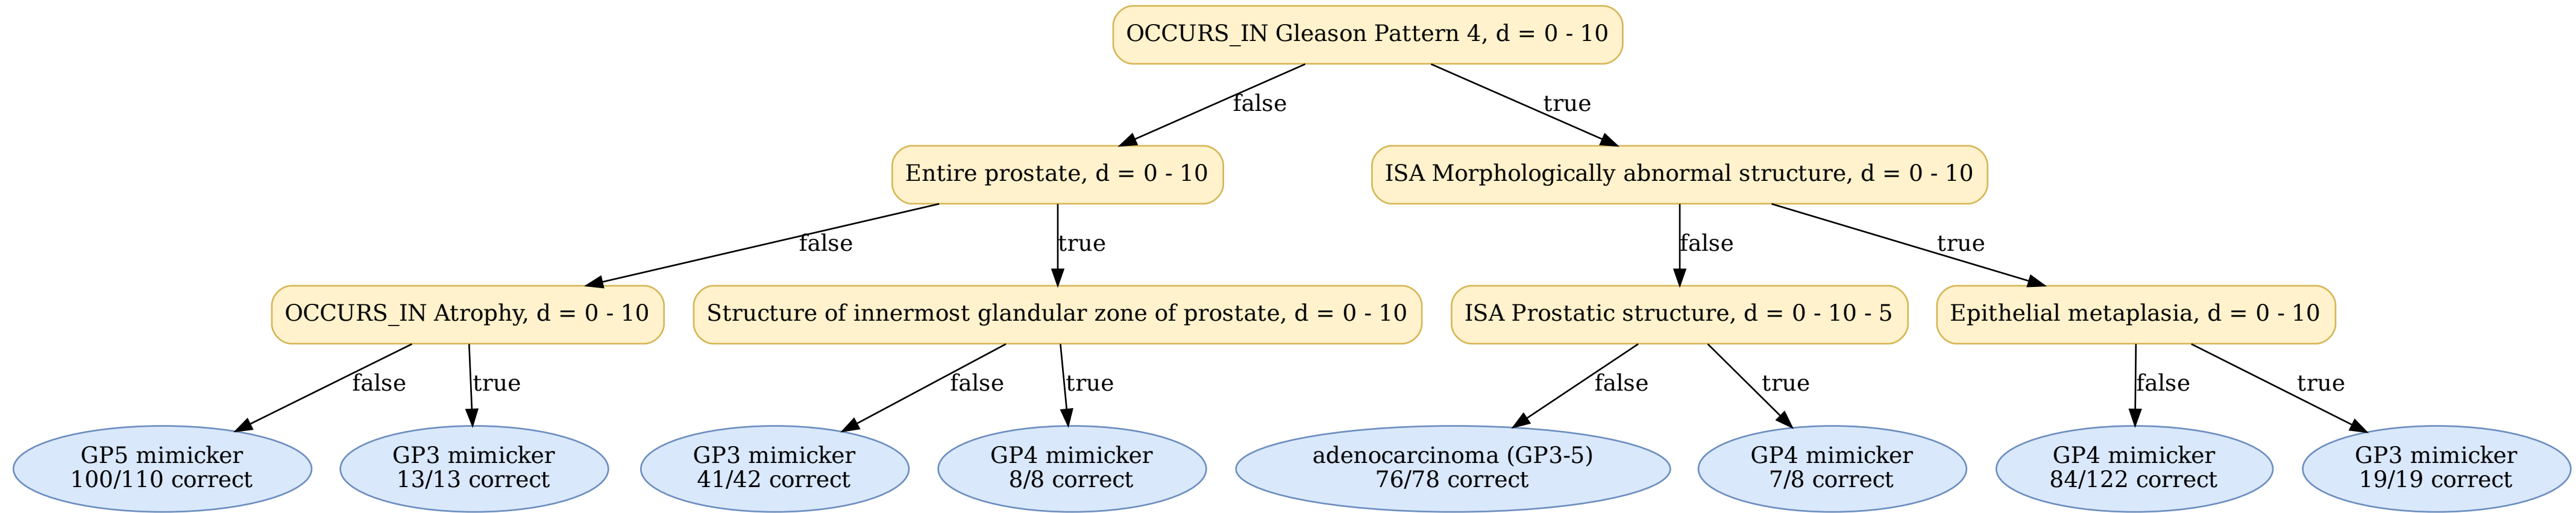 OCCURS_IN Gleason Pattern 4, d = 0 - 10
false
true
Entire prostate, d = 0 - 10
ISA Morphologically abnormal structure, d = 0 - 10
false
true
false
true
OCCURS_IN Atrophy, d = 0 - 10
Structure of innermost glandular zone of prostate, d = 0 - 10
ISA Prostatic structure, d = 0 - 10 - 5
Epithelial metaplasia, d = 0 - 10
false
true
false
true
false
true
false
true
GP5 mimicker
100/110 correct
GP3 mimicker
13/13 correct
GP3 mimicker
41/42 correct
GP4 mimicker
8/8 correct
adenocarcinoma (GP3-5)
76/78 correct
GP4 mimicker
7/8 correct
GP4 mimicker
84/122 correct
GP3 mimicker
19/19 correct